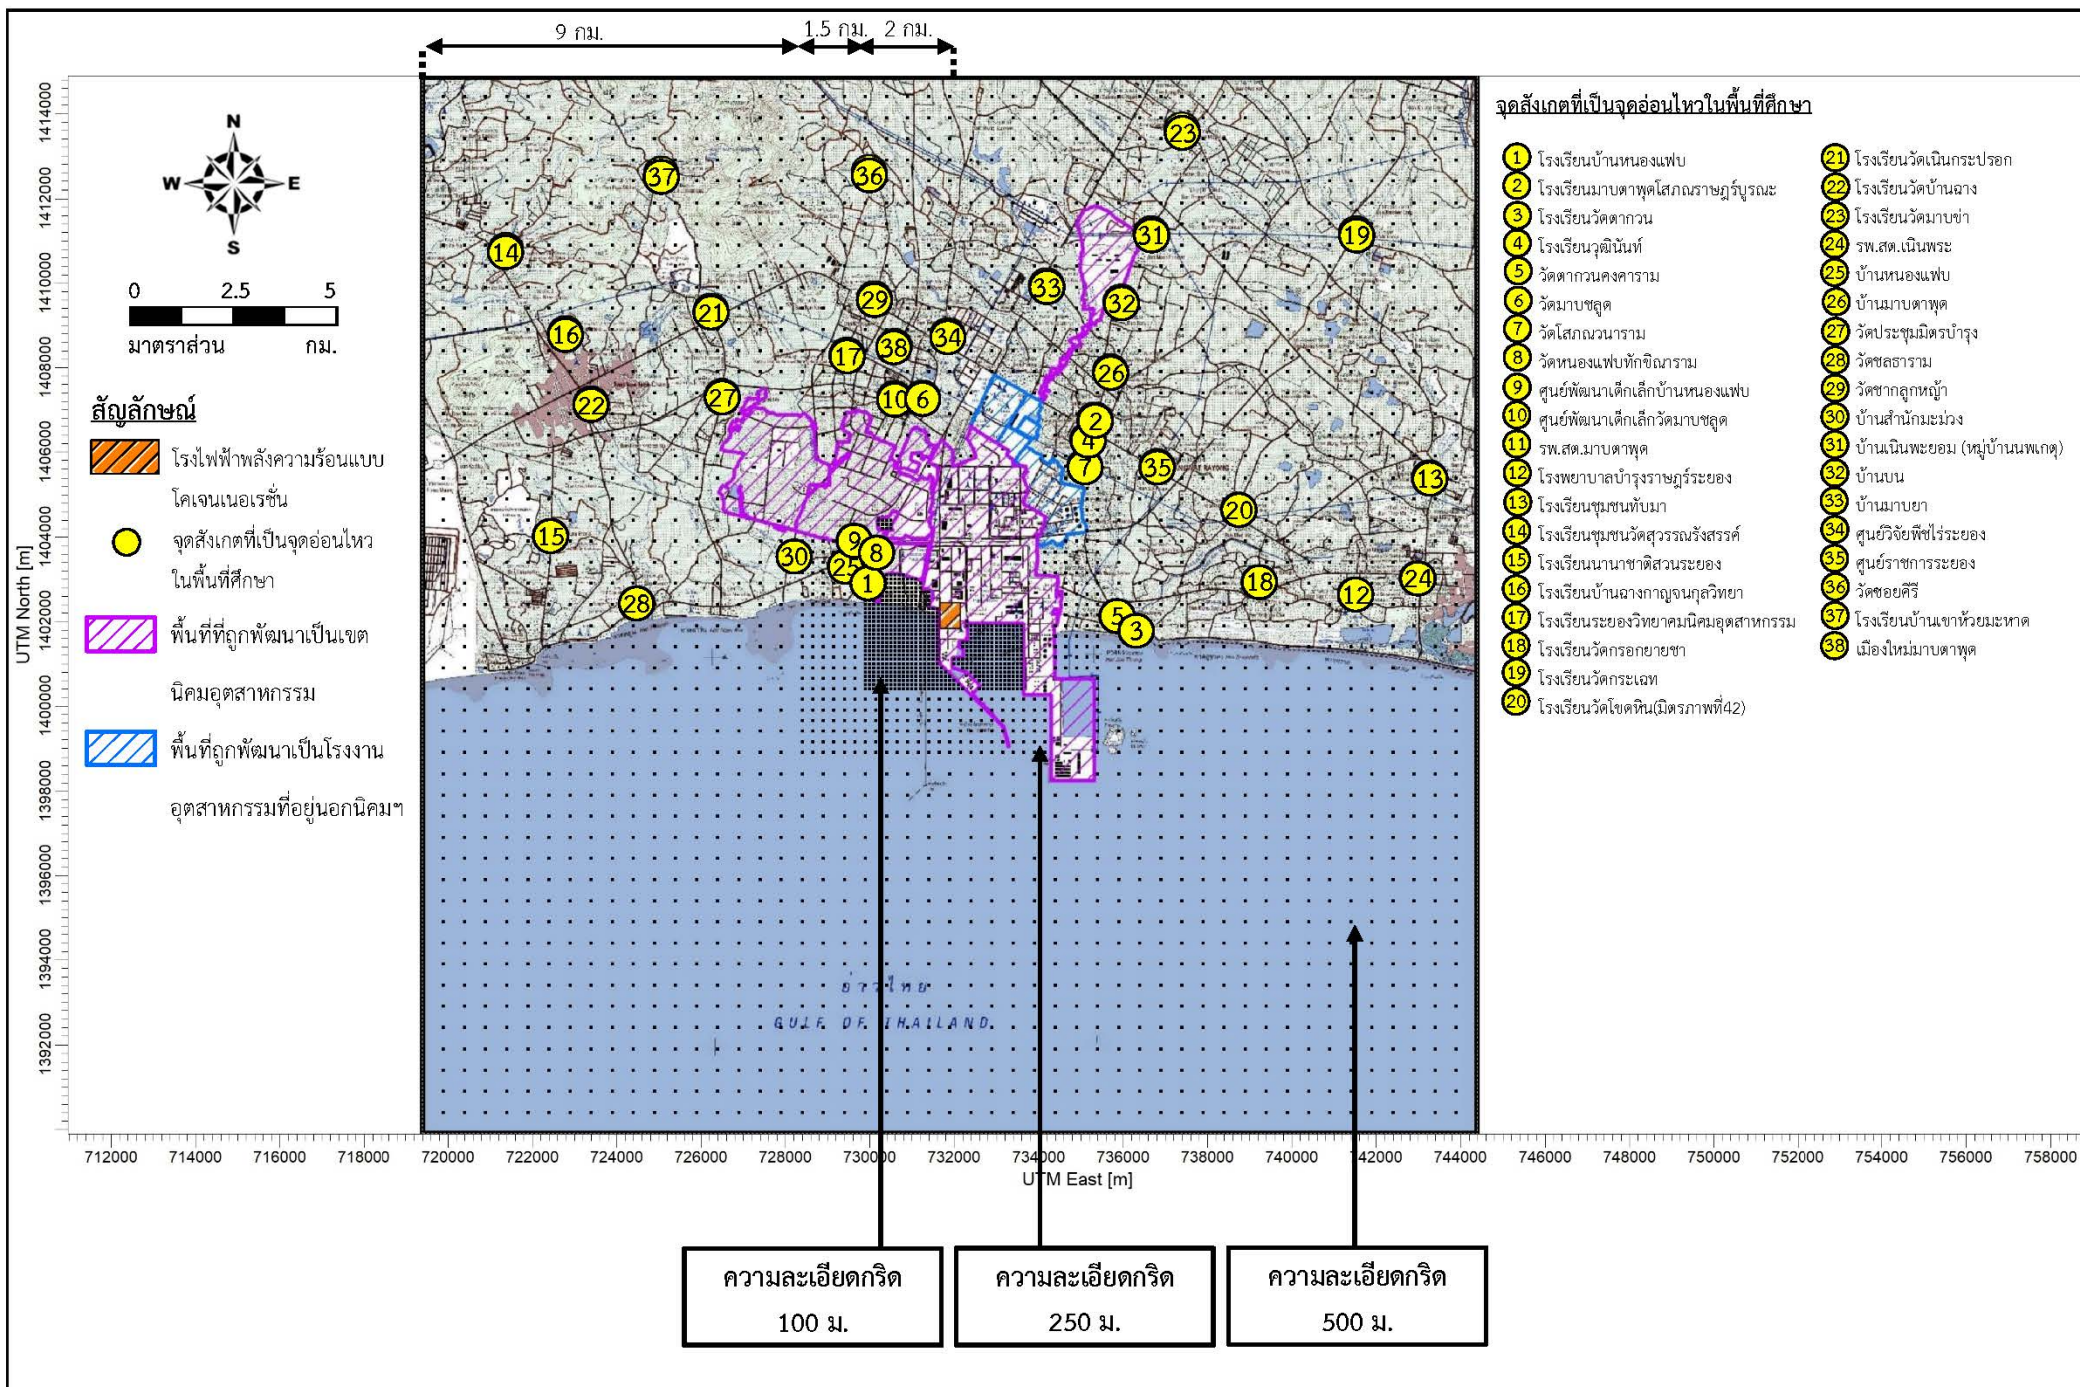 9 กม.
1.5 กม.
2 กม.
N
W
E
S
0 2.5 5
มาตราส่วน กม.
สัญลักษณ์
โรงไฟฟ้าพลังความร้อนแบบ
โคเจนเนอเรชั่น
จุดสังเกตที่เป็นจุดอ่อนไหว
ในพื้นที่ศึกษา
พื้นที่ที่ถูกพัฒนาเป็นเขต
นิคมอุตสาหกรรม
พื้นที่ถูกพัฒนาเป็นโรงงาน
อุตสาหกรรมที่อยู่นอกนิคมฯ
UTM North [m]
1414000
1412000
1410000
1408000
1406000
1404000
1402000
1400000
1398000
1396000
1394000
1392000
23
37
36
14
31
19
33
29
32
21
16
34
38
17
26
27
10
6
22
2
4
7
35
13
20
15
9
8
30
25
1
18
24
12
28
5
3
อ่าวไทย
GULF OF THAILAND
712000 714000 716000 718000 720000 722000 724000 726000 728000 730000 732000 734000 736000 738000 740000 742000 744000 746000 748000 750000 752000 754000 756000 758000
UTM East [m]
ความละเอียดกริด
100 ม.
ความละเอียดกริด
250 ม.
ความละเอียดกริด
500 ม.
จุดสังเกตที่เป็นจุดอ่อนไหวในพื้นที่ศึกษา
1 โรงเรียนบ้านหนองแฟบ
2 โรงเรียนมาบตาพุดโสภณราษฎร์บูรณะ
3 โรงเรียนวัดตากวน
4 โรงเรียนวุฒินันท์
5 วัดตากวนคงคาราม
6 วัดมาบชลูด
7 วัดโสภณวนาราม
8 วัดหนองแฟบทักขิณาราม
9 ศูนย์พัฒนาเด็กเล็กบ้านหนองแฟบ
10 ศูนย์พัฒนาเด็กเล็กวัดมาบชลูด
11 รพ.สต.มาบตาพุด
12 โรงพยาบาลบำรุงราษฎร์ระยอง
13 โรงเรียนชุมชนทับมา
14 โรงเรียนชุมชนวัดสุวรรณรังสรรค์
15 โรงเรียนนานาชาติสวนระยอง
16 โรงเรียนบ้านฉางกาญจนกุลวิทยา
17 โรงเรียนระยองวิทยาคมนิคมอุตสาหกรรม
18 โรงเรียนวัดกรอกยายชา
19 โรงเรียนวัดกระเฉท
20 โรงเรียนวัดโขดหิน(มิตรภาพที่42)
21 โรงเรียนวัดเนินกระปรอก
22 โรงเรียนวัดบ้านฉาง
23 โรงเรียนวัดมาบข่า
24 รพ.สต.เนินพระ
25 บ้านหนองแฟบ
26 บ้านมาบตาพุด
27 วัดประชุมมิตรบำรุง
28 วัดชลธาราม
29 วัดชากลูกหญ้า
30 บ้านสำนักมะม่วง
31 บ้านเนินพะยอม (หมู่บ้านนพเกตุ)
32 บ้านบน
33 บ้านมาบยา
34 ศูนย์วิจัยพืชไร่ระยอง
35 ศูนย์ราชการระยอง
36 วัดซอยคีรี
37 โรงเรียนบ้านเขาห้วยมะหาด
38 เมืองใหม่มาบตาพุด